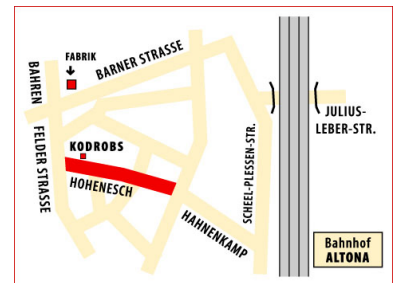 FABRIK
BARNER STRASSE
BAHREN
FELDER STRASSE
KODROBS
HOHENESCH
HAHNENKAMP
SCHEEL-PLESSEN-STR.
JULIUS-
LEBER-STR.
Bahnhof
ALTONA